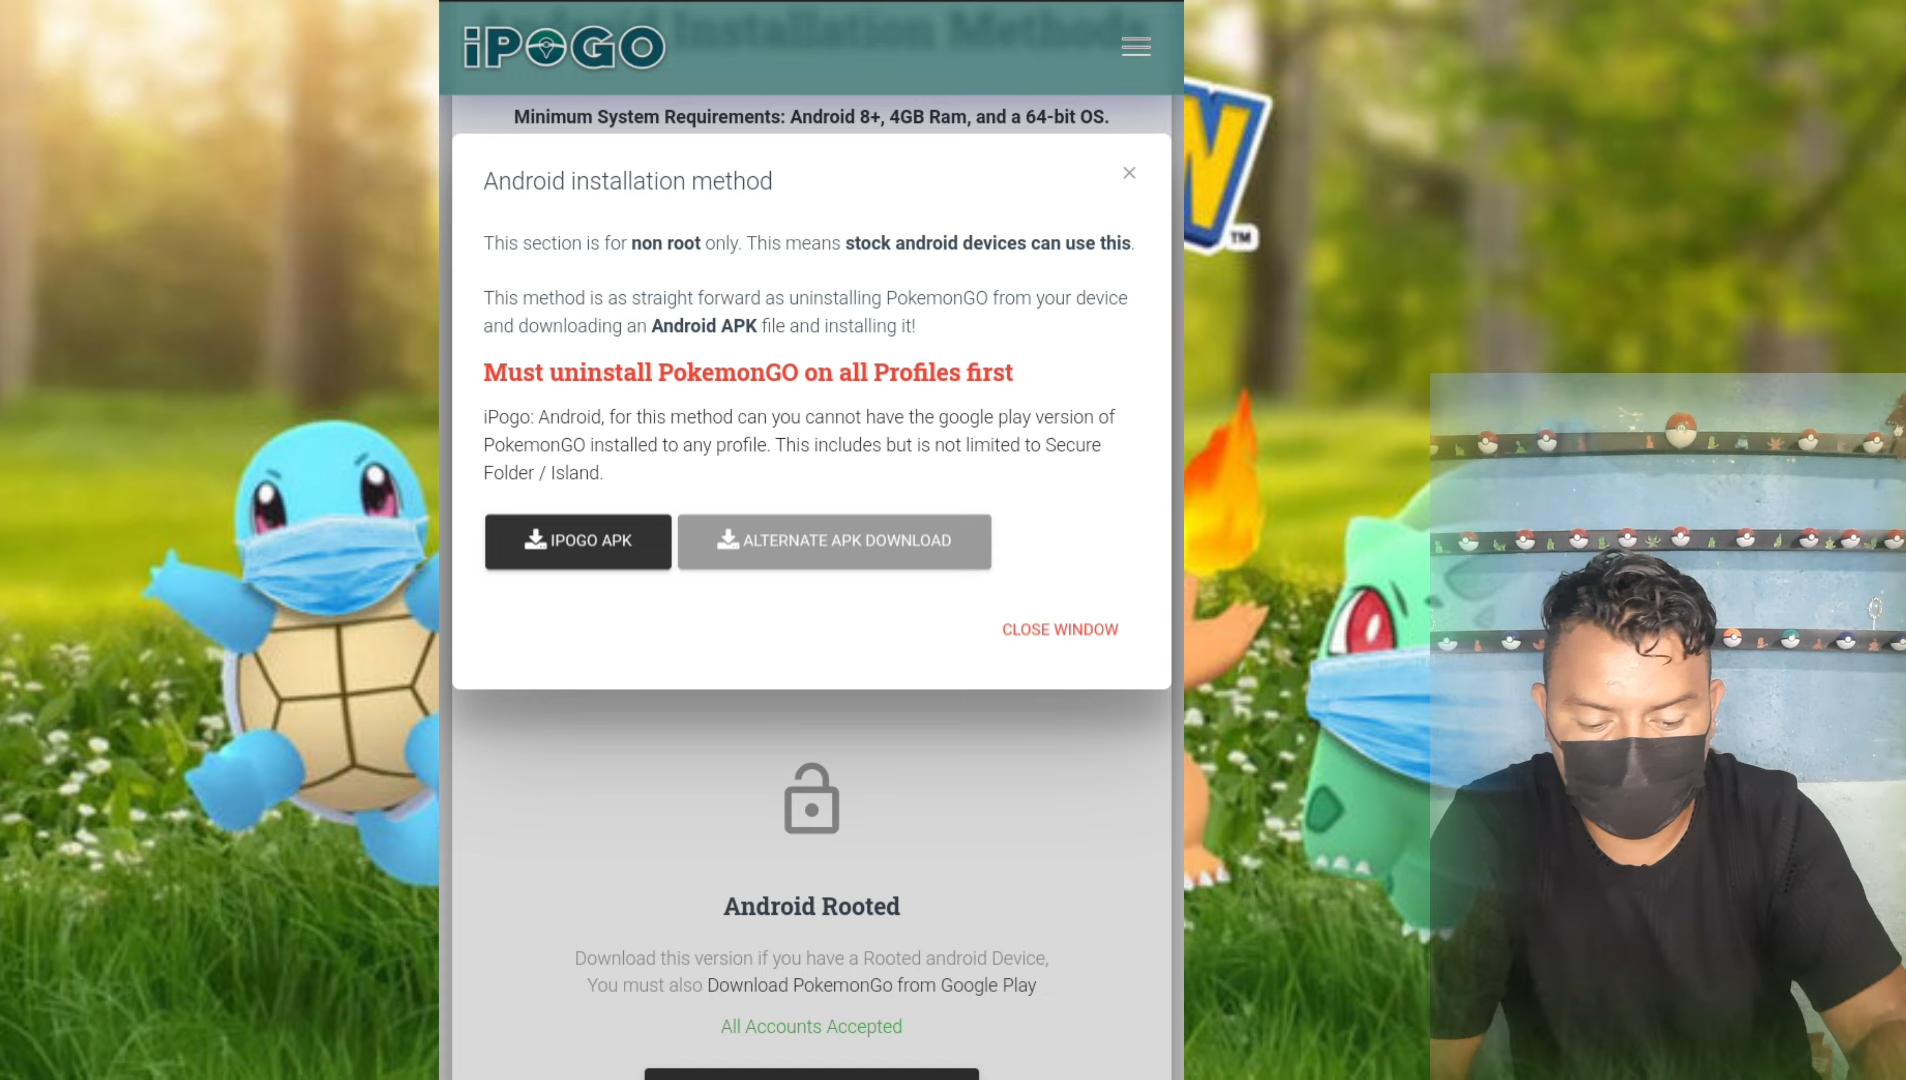 Android Installation Methods
iPOGO
Minimum System Requirements: Android 8+, 4GB Ram, and a 64-bit OS.
Android installation method
×
This section is for non root only. This means stock android devices can use this.
This method is as straight forward as uninstalling PokemonGO from your device
and downloading an Android APK file and installing it!
Must uninstall PokemonGO on all Profiles first
iPogo: Android, for this method can you cannot have the google play version of
PokemonGO installed to any profile. This includes but is not limited to Secure
Folder / Island.
IPOGO APK
ALTERNATE APK DOWNLOAD
CLOSE WINDOW
Android Rooted
Download this version if you have a Rooted android Device,
You must also Download PokemonGo from Google Play
All Accounts Accepted
N
TM